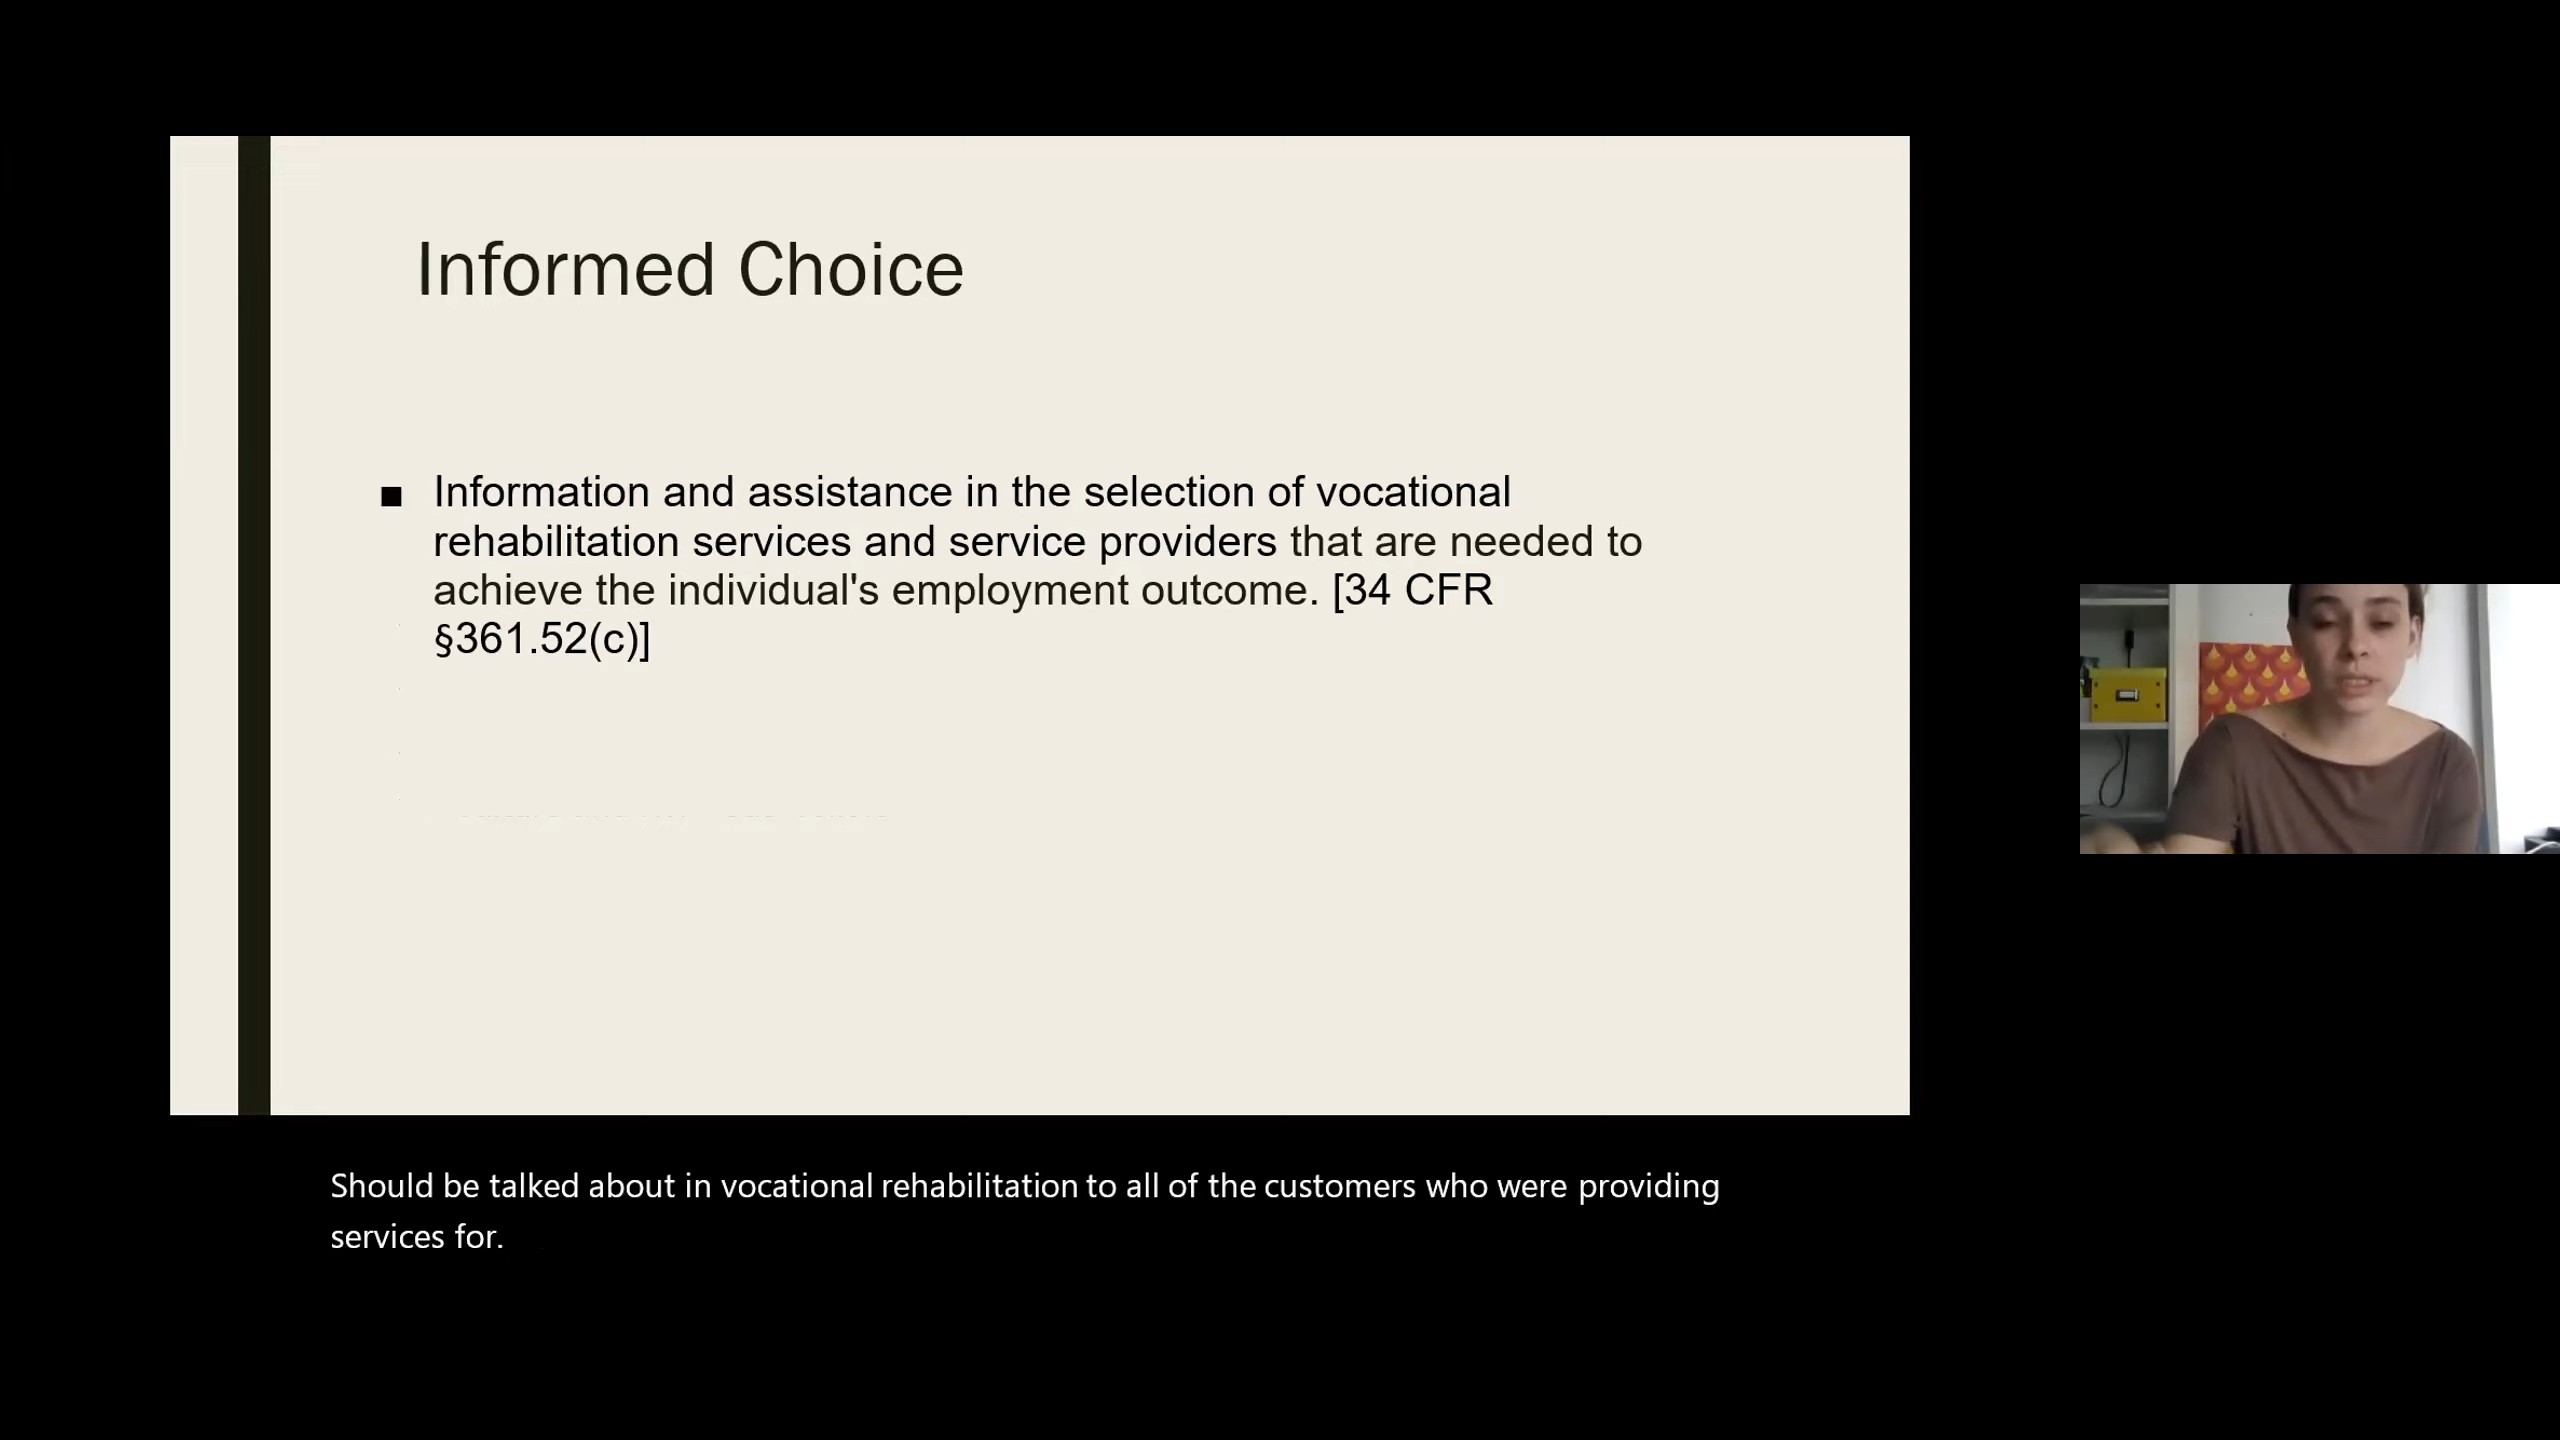 Informed Choice
■ Information and assistance in the selection of vocational
rehabilitation services and service providers that are needed to
achieve the individual's employment outcome. [34 CFR
§361.52(c)]
Should be talked about in vocational rehabilitation to all of the customers who were providing
services for.